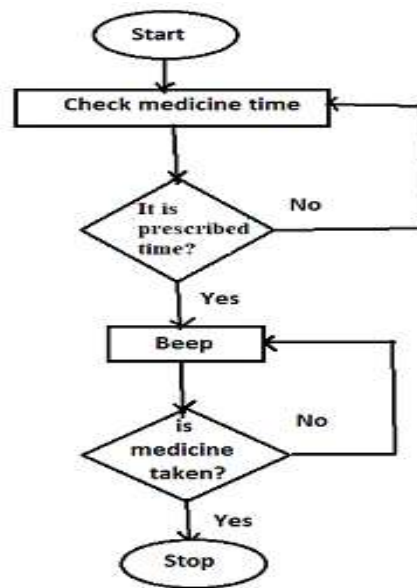 Start
Check medicine time
It is
prescribed
time?
No
Yes
Beep
is
medicine
taken?
No
Yes
Stop